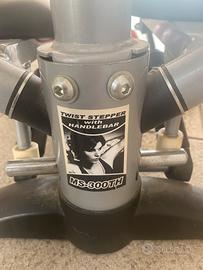 TWIST STEPPER
with
HANDLEBAR
MS-300TH